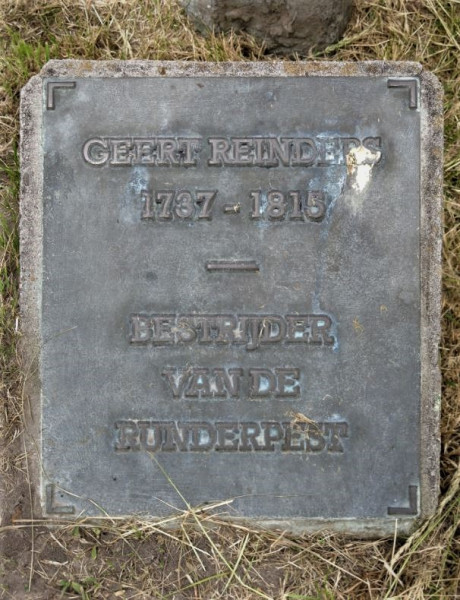 GEERT REINDERS
1737 - 1815
—
BESTRIJDER
VAN DE
RUNDERPEST